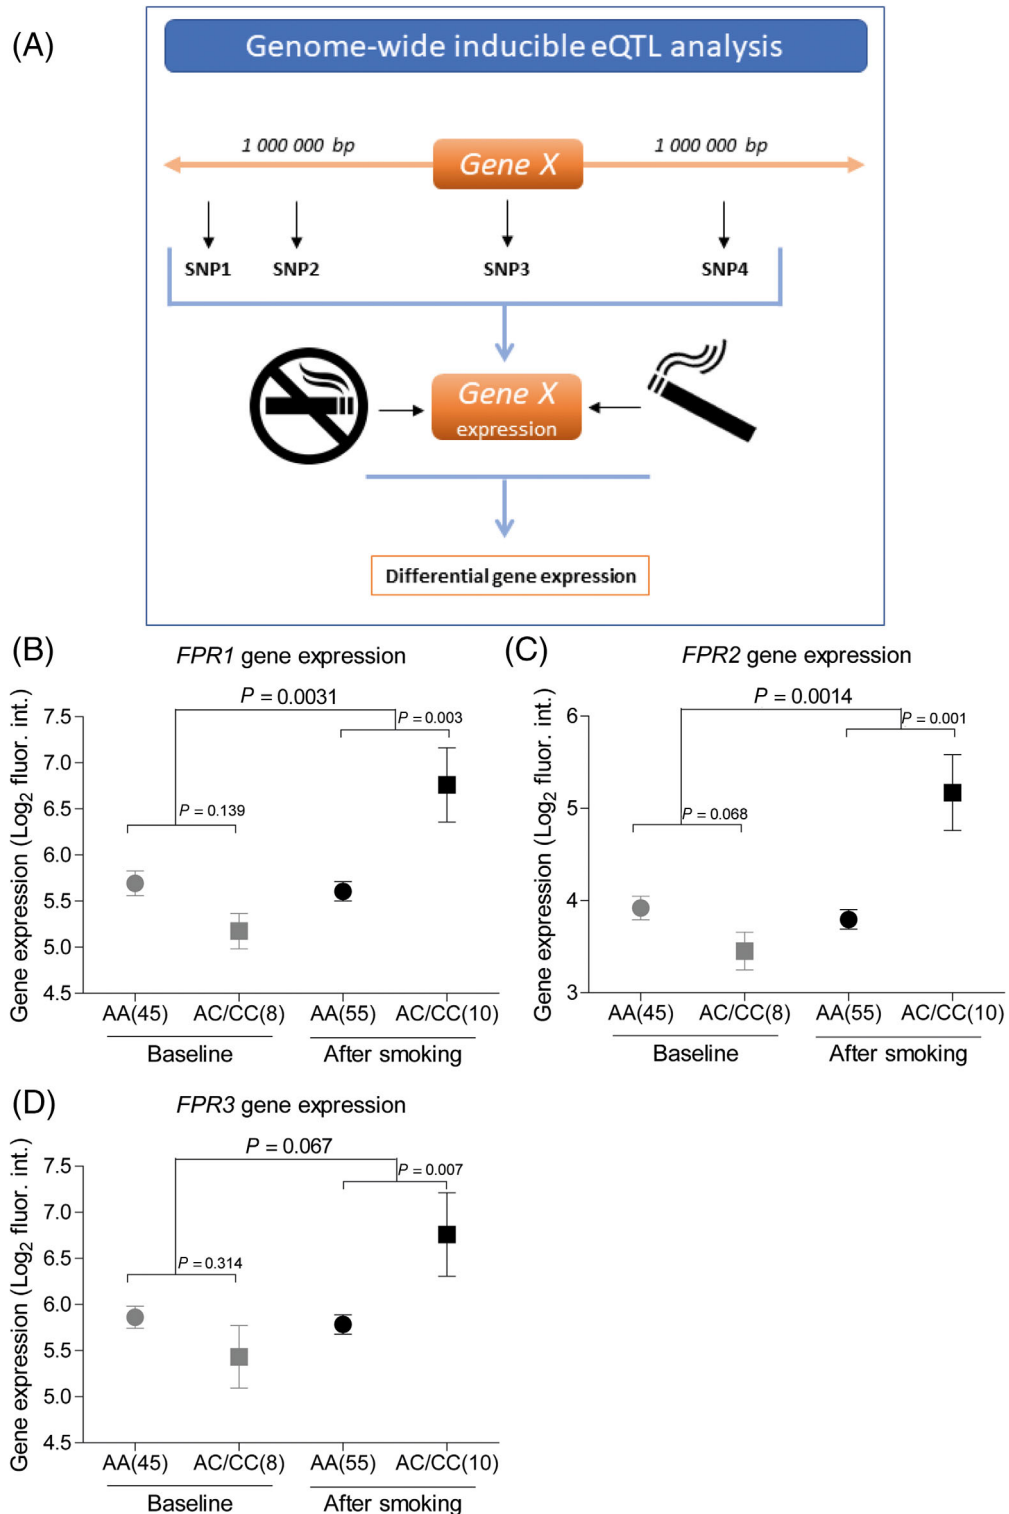 (A)
Genome-wide inducible eQTL analysis
1 000 000 bp
Gene X
1 000 000 bp
SNP1
SNP2
SNP3
SNP4
Gene X
expression
Differential gene expression
(B)
FPR1 gene expression
P = 0.0031
P = 0.003
P = 0.139
Gene expression (Log2 fluor. int.)
7.5
7.0
6.5
6.0
5.5
5.0
4.5
AA(45)
AC/CC(8)
AA(55)
AC/CC(10)
Baseline
After smoking
(C)
FPR2 gene expression
P = 0.0014
P = 0.001
P = 0.068
Gene expression (Log2 fluor. int.)
6
5
4
3
AA(45)
AC/CC(8)
AA(55)
AC/CC(10)
Baseline
After smoking
(D)
FPR3 gene expression
P = 0.067
P = 0.007
P = 0.314
Gene expression (Log2 fluor. int.)
7.5
7.0
6.5
6.0
5.5
5.0
4.5
AA(45)
AC/CC(8)
AA(55)
AC/CC(10)
Baseline
After smoking